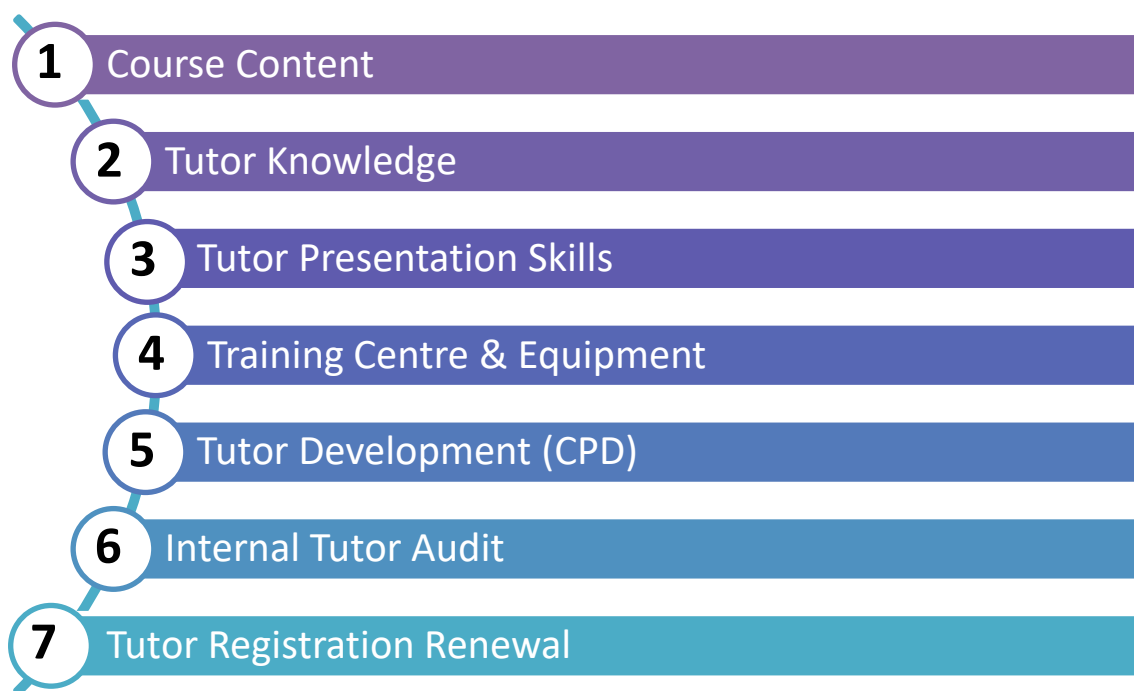 1 Course Content
2 Tutor Knowledge
3 Tutor Presentation Skills
4 Training Centre & Equipment
5 Tutor Development (CPD)
6 Internal Tutor Audit
7 Tutor Registration Renewal